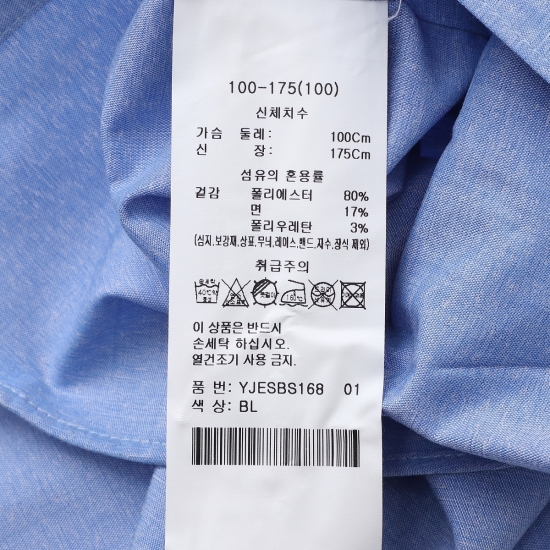 100-175(100)
신체치수
가슴 둘레: 100Cm
신 장: 175Cm
섬유의 혼용률
겉감 폴리에스터 80%
면 17%
폴리우레탄 3%
(심지,보강재,상표,무늬,레이스,밴드,자수,장식 제외)
취급주의
40℃
이 상품은 반드시
손세탁 하십시오.
열건조기 사용 금지.
품 번: YJESBS168 01
색 상: BL